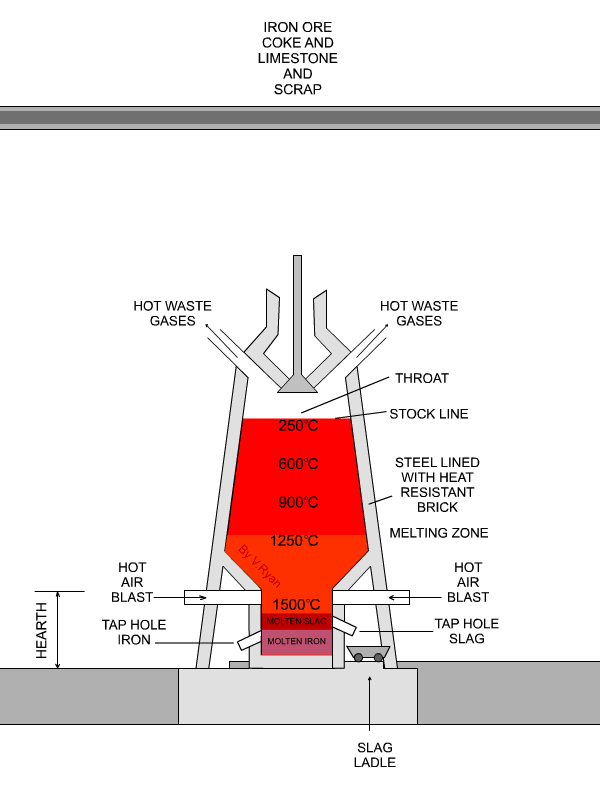 IRON ORE
COKE AND
LIMESTONE
AND
SCRAP
HOT WASTE
GASES
HOT WASTE
GASES
THROAT
STOCK LINE
250°C
600°C
900°C
1250°C
1500°C
STEEL LINED
WITH HEAT
RESISTANT
BRICK
MELTING ZONE
By V.Ryan
HOT
AIR
BLAST
HOT
AIR
BLAST
HEARTH
TAP HOLE
IRON
MOLTEN SLAG
MOLTEN IRON
TAP HOLE
SLAG
SLAG
LADLE